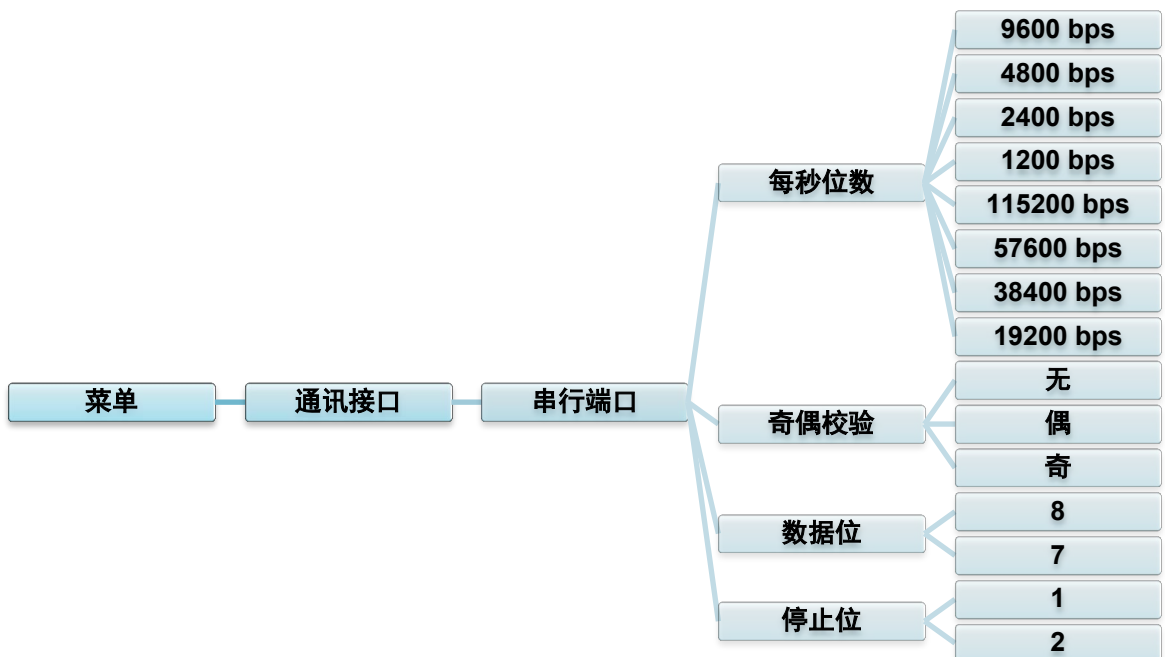 菜单
通讯接口
串行端口
每秒位数
9600 bps
4800 bps
2400 bps
1200 bps
115200 bps
57600 bps
38400 bps
19200 bps
奇偶校验
无
偶
奇
数据位
8
7
停止位
1
2